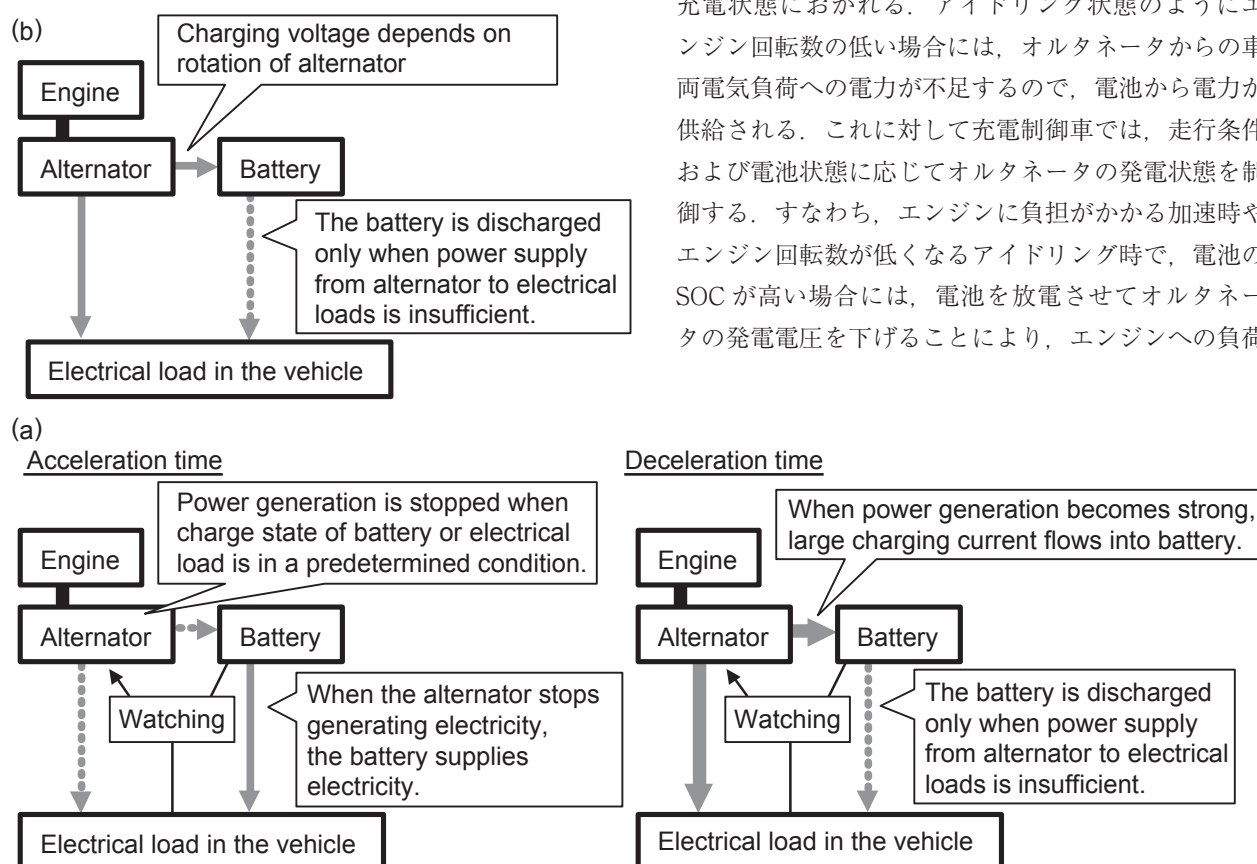 (b)
Charging voltage depends on
rotation of alternator
Engine
Alternator
Battery
The battery is discharged
only when power supply
from alternator to electrical
loads is insufficient.
Electrical load in the vehicle
充電状態におかれる．アイドリング状態のようにエ
ンジン回転数の低い場合には，オルタネータからの車
両電気負荷への電力が不足するので，電池から電力が
供給される．これに対して充電制御車では，走行条件
および電池状態に応じてオルタネータの発電状態を制
御する．すなわち，エンジンに負担がかかる加速時や
エンジン回転数が低くなるアイドリング時で，電池の
SOC が高い場合には，電池を放電させてオルタネー
タの発電電圧を下げることにより，エンジンへの負荷
(a)
Acceleration time
Power generation is stopped when
charge state of battery or electrical
load is in a predetermined condition.
Engine
Alternator
Battery
Watching
When the alternator stops
generating electricity,
the battery supplies
electricity.
Electrical load in the vehicle
Deceleration time
When power generation becomes strong,
large charging current flows into battery.
Engine
Alternator
Battery
Watching
The battery is discharged
only when power supply
from alternator to electrical
loads is insufficient.
Electrical load in the vehicle